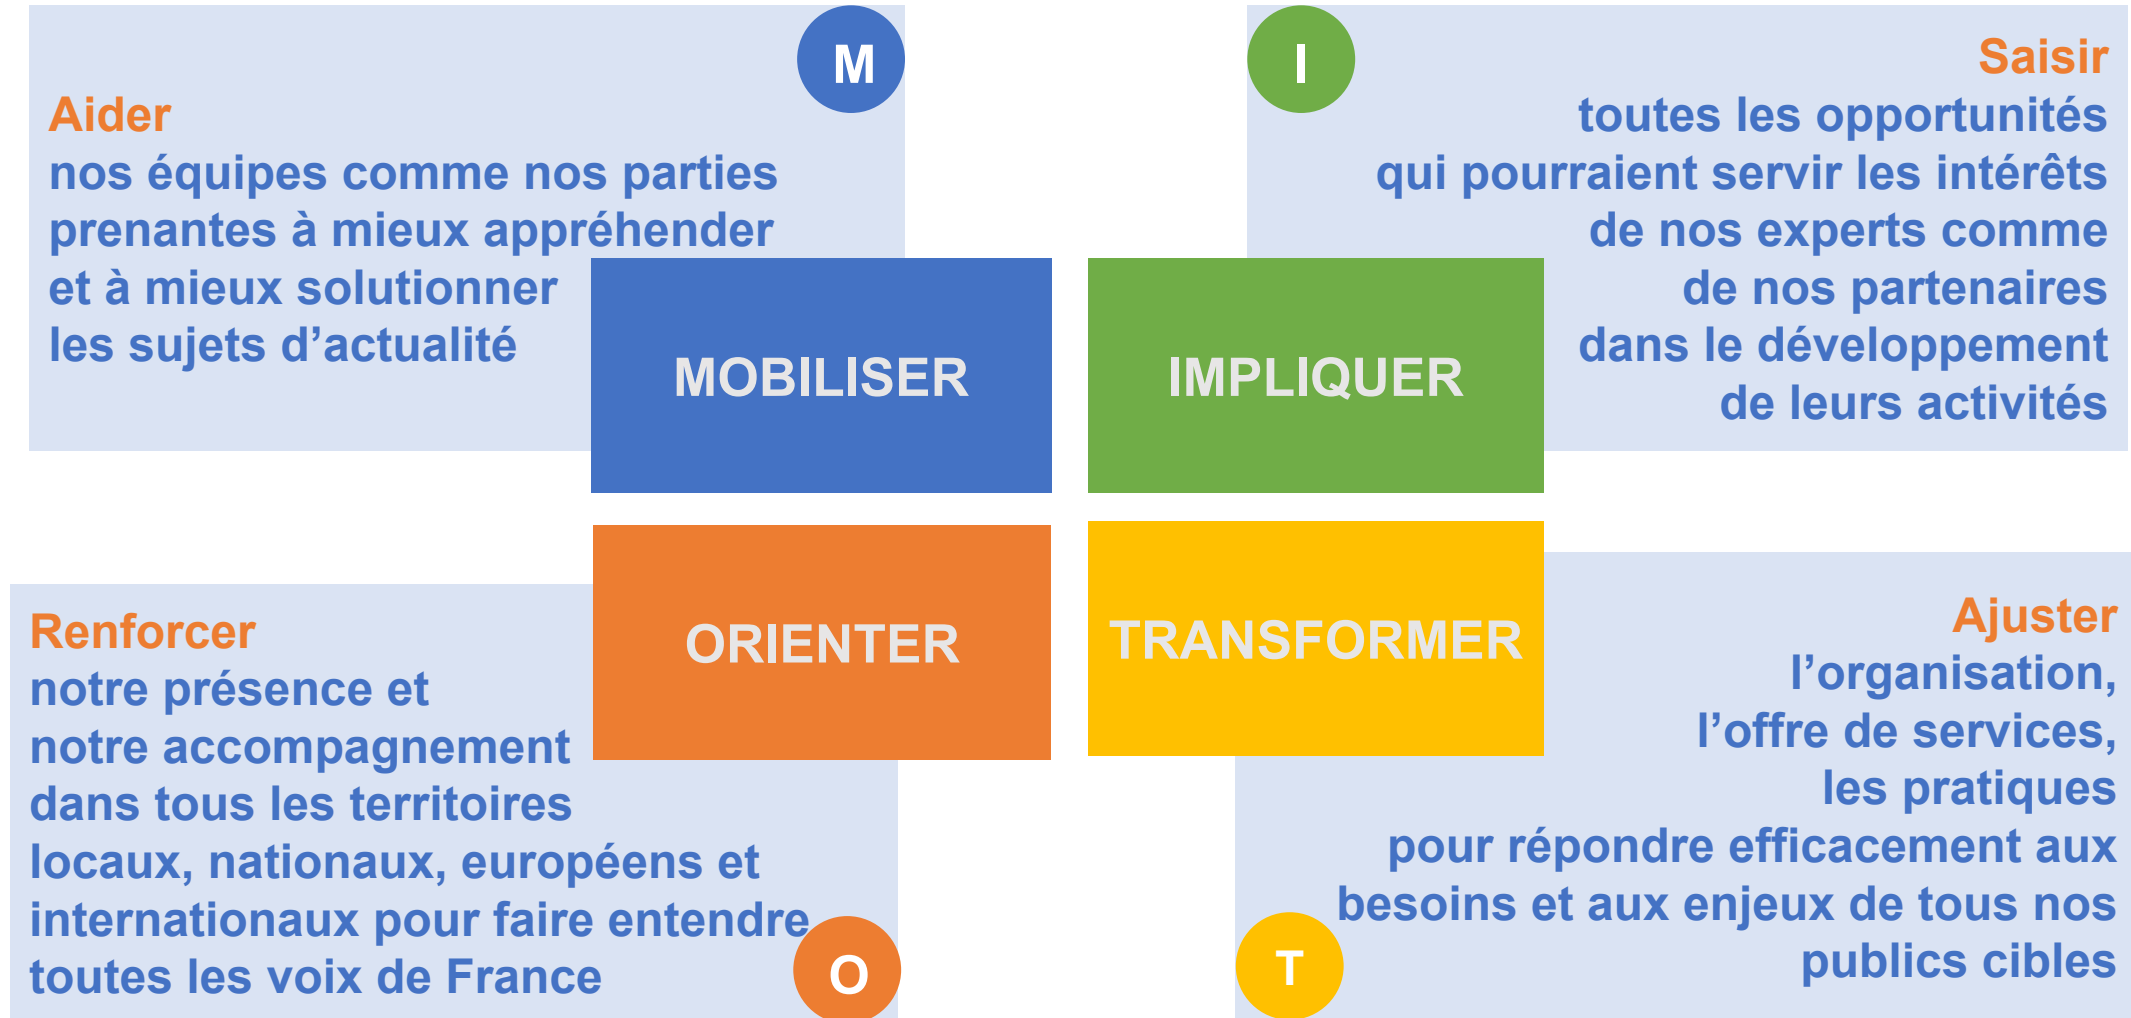 M
Aider
nos équipes comme nos parties
prenantes à mieux appréhender
et à mieux solutionner
les sujets d’actualité
MOBILISER
I
Saisir
toutes les opportunités
qui pourraient servir les intérêts
de nos experts comme
de nos partenaires
dans le développement
de leurs activités
IMPLIQUER
ORIENTER
Renforcer
notre présence et
notre accompagnement
dans tous les territoires
locaux, nationaux, européens et
internationaux pour faire entendre
toutes les voix de France
O
TRANSFORMER
Ajuster
l’organisation,
l’offre de services,
les pratiques
pour répondre efficacement aux
besoins et aux enjeux de tous nos
publics cibles
T